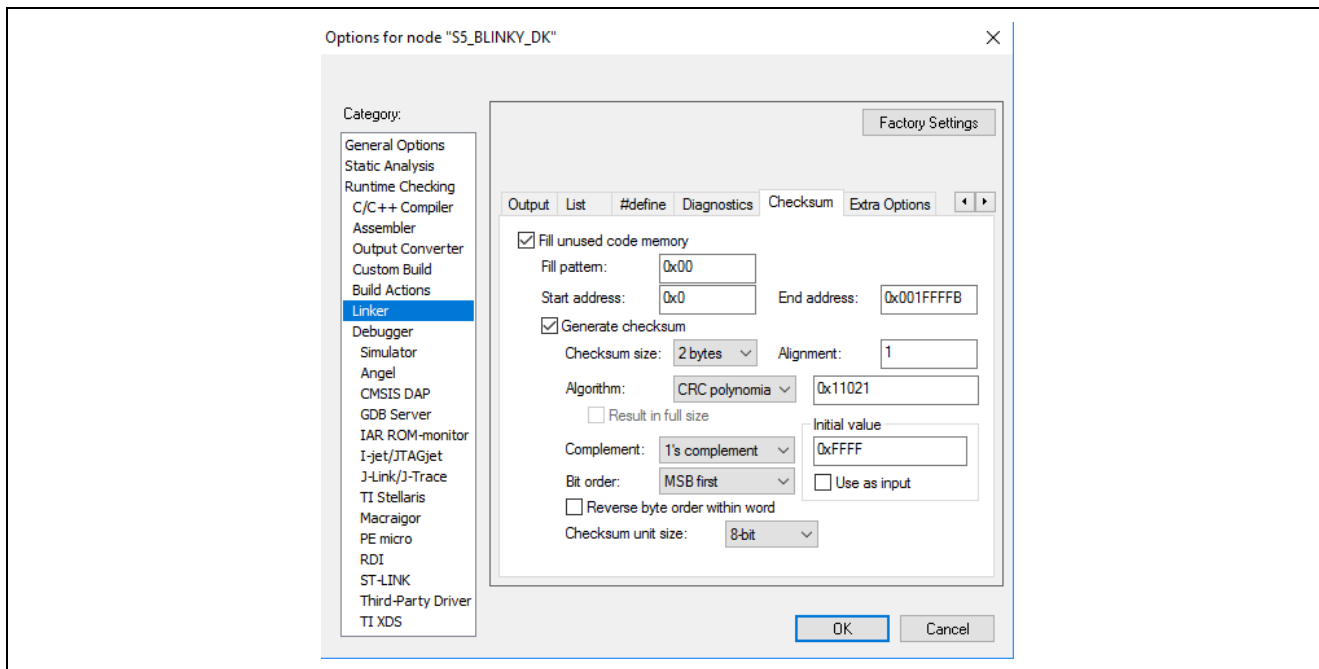 Options for node "S5_BLINKY_DK"
Category:
General Options
Static Analysis
Runtime Checking
C/C++ Compiler
Assembler
Output Converter
Custom Build
Build Actions
Linker
Debugger
Simulator
Angel
CMSIS DAP
GDB Server
IAR ROM-monitor
I-jet/JTAGjet
J-Link/J-Trace
TI Stellaris
Macraigor
PE micro
RDI
ST-LINK
Third-Party Driver
TI XDS
Factory Settings
Output List #define Diagnostics Checksum Extra Options
Fill unused code memory
Fill pattern: 0x00
Start address: 0x0 End address: 0x001FFFFB
Generate checksum
Checksum size: 2 bytes Alignment: 1
Algorithm: CRC polynomia 0x11021
Result in full size
Initial value
Complement: 1's complement 0xFFFF
Bit order: MSB first Use as input
Reverse byte order within word
Checksum unit size: 8-bit
OK Cancel